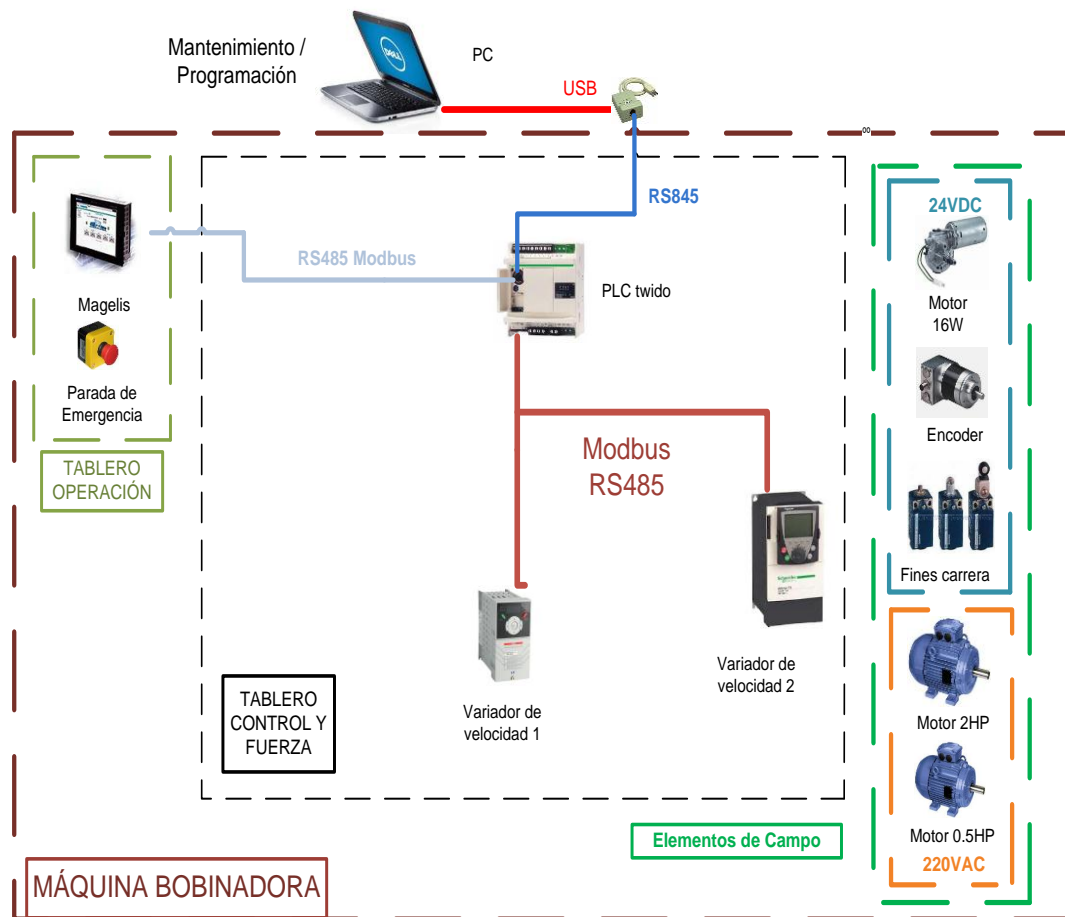 Mantenimiento /
Programación
PC
DELL
USB
00
RS845
24VDC
RS485 Modbus
PLC twido
Magelis
Motor
16W
Parada de
Emergencia
Encoder
TABLERO
OPERACIÓN
Modbus
RS485
Fines carrera
Variador de
velocidad 1
Variador de
velocidad 2
TABLERO
CONTROL Y
FUERZA
Motor 2HP
Motor 0.5HP
220VAC
Elementos de Campo
MÁQUINA BOBINADORA